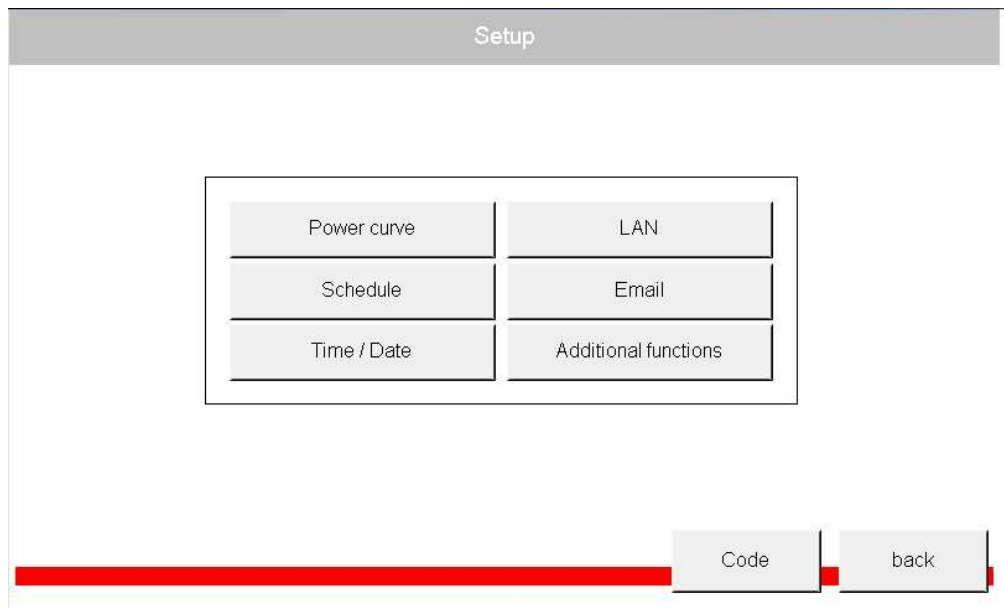 Setup
Power curve
LAN
Schedule
Email
Time / Date
Additional functions
Code
back